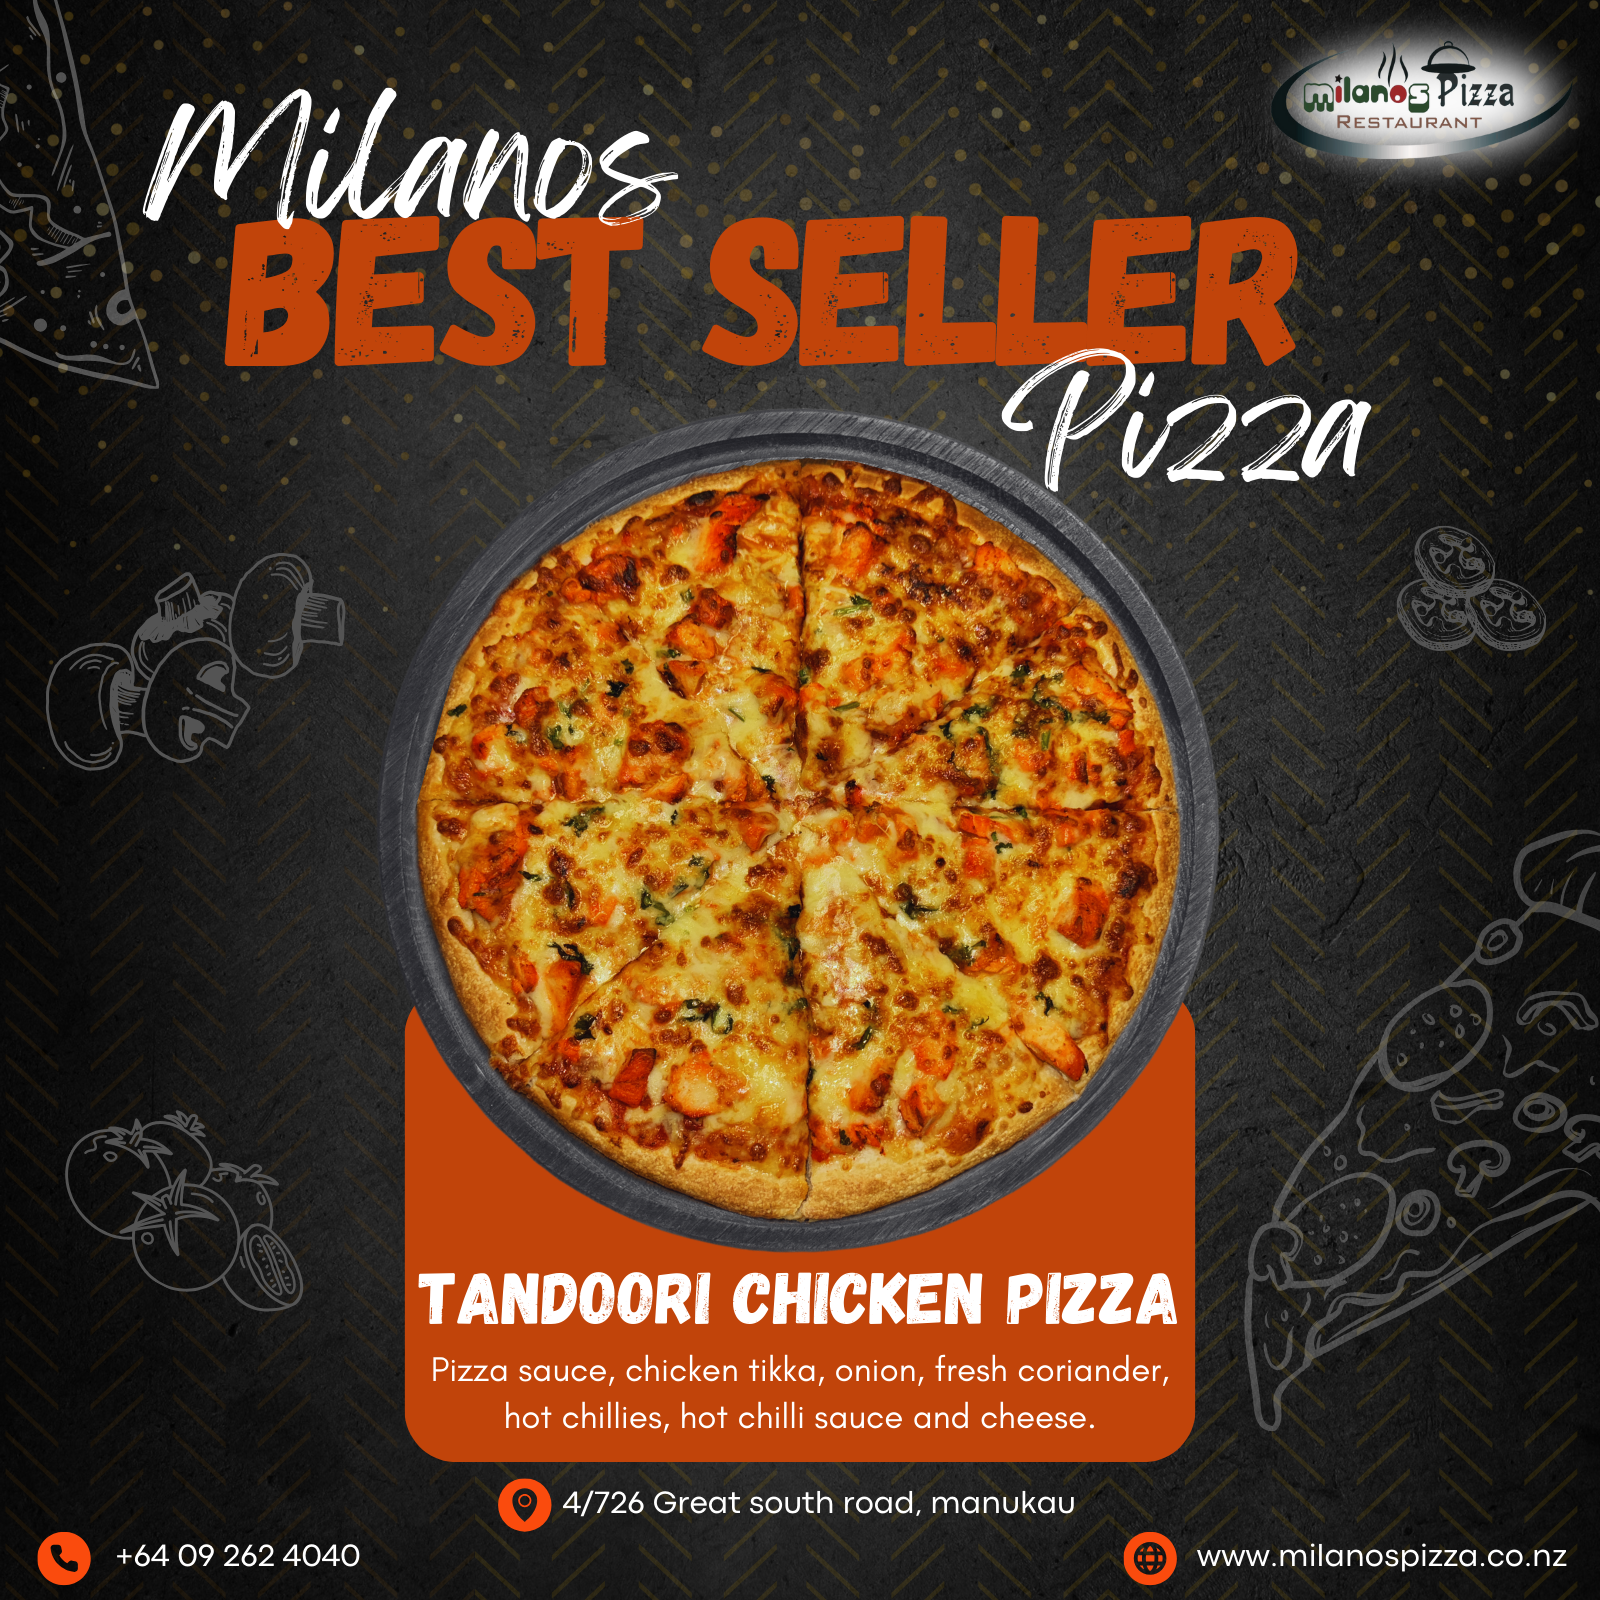 milanos Pizza
RESTAURANT
Milanos
BEST SELLER
Pizza
TANDOORI CHICKEN PIZZA
Pizza sauce, chicken tikka, onion, fresh coriander,
hot chillies, hot chilli sauce and cheese.
4/726 Great south road, manukau
+64 09 262 4040
www.milanospizza.co.nz